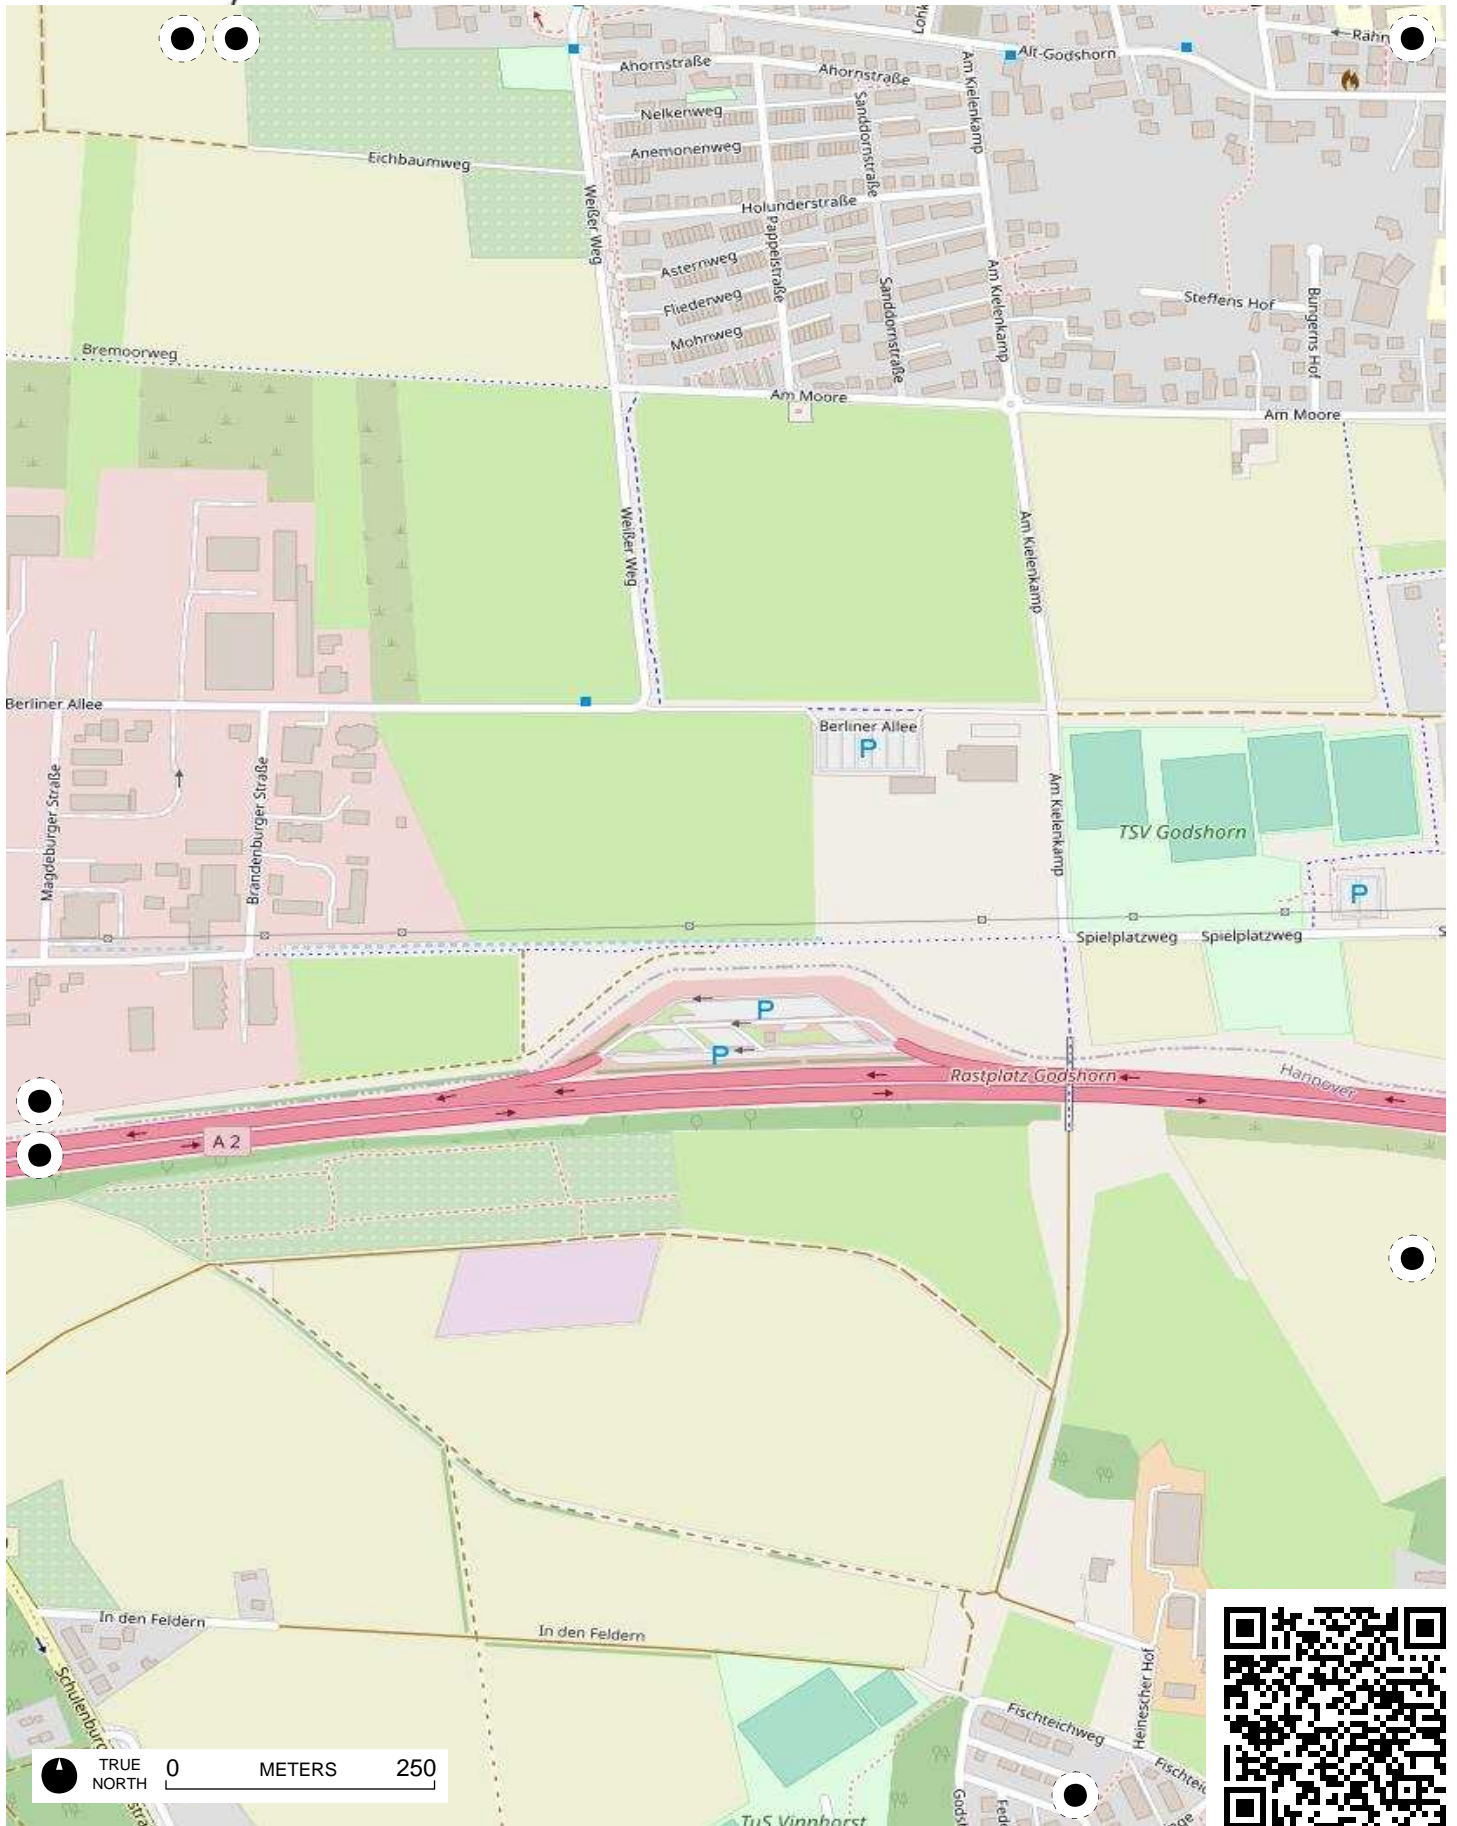 Alt-Godshorn
Ahornstraße
Ahornstraße
Am Kielenkamp
Nelkenweg
Sanddornstraße
Anemonenweg
Eichbaumweg
Weißer Weg
Holunderstraße
Pappelstraße
Asternweg
Fliederweg
Mohnweg
Sanddornstraße
Am Kielenkamp
Steffens Hof
Bungerns Hof
Bremoorweg
Am Moore
Am Moore
Weißer Weg
Am Kielenkamp
Berliner Allee
Berliner Allee
P
Magdeburger Straße
Brandenburger Straße
Am Kielenkamp
TSV Godshorn
P
Spielplatzweg
Spielplatzweg
P
P
Rastplatz Godshorn
Hannover
A 2
In den Feldern
In den Feldern
Heinescher Hof
Fischteichweg
TRUE
NORTH
0
METERS
250
TuS Vinnhorst